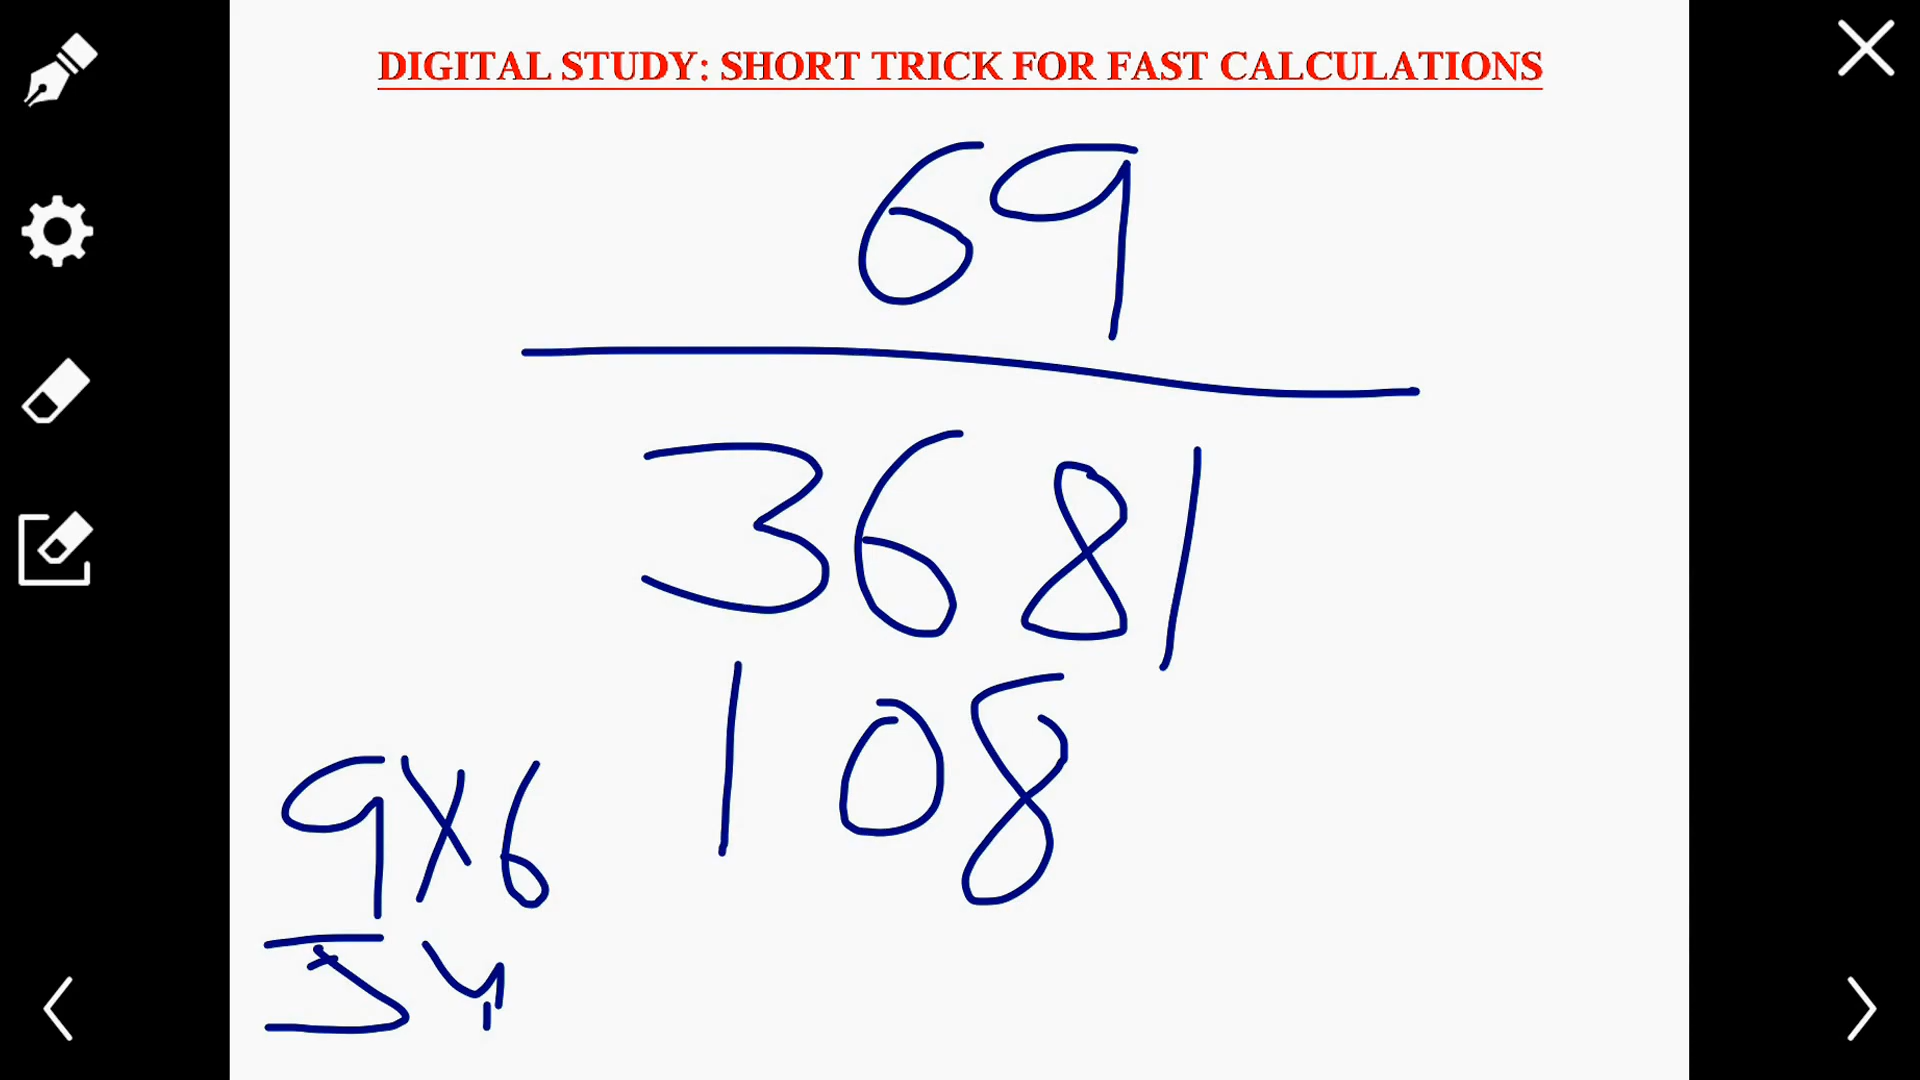 DIGITAL STUDY: SHORT TRICK FOR FAST CALCULATIONS
69
3681
108
9X6
54